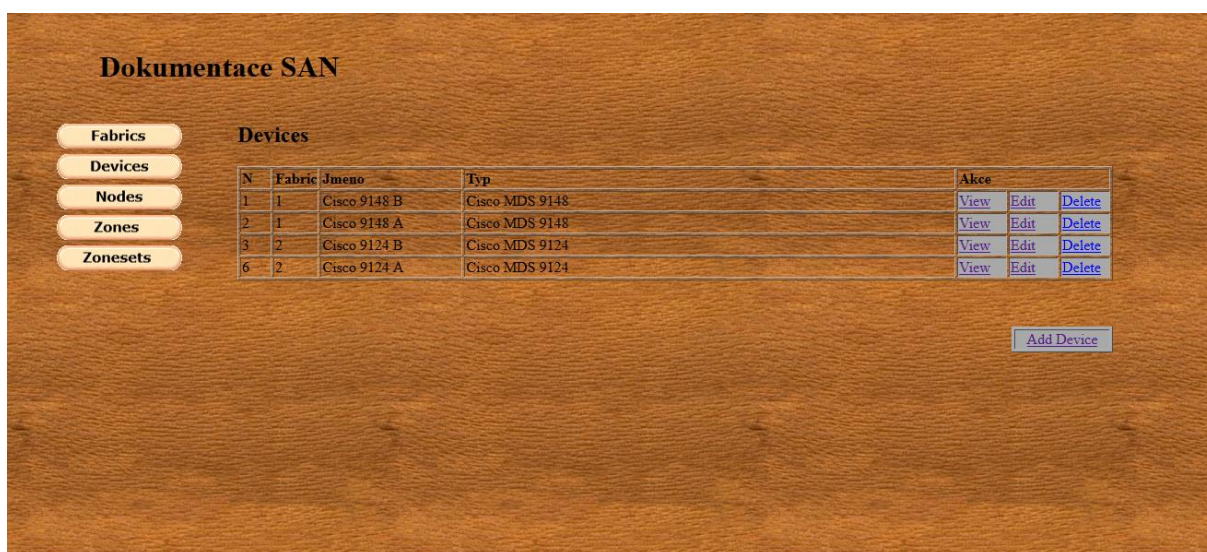 Dokumentace SAN
Fabrics
Devices
Nodes
Zones
Zonesets
Devices
N Fabric Jmeno Typ Akce
1 1 Cisco 9148 B Cisco MDS 9148 View Edit Delete
2 1 Cisco 9148 A Cisco MDS 9148 View Edit Delete
3 2 Cisco 9124 B Cisco MDS 9124 View Edit Delete
6 2 Cisco 9124 A Cisco MDS 9124 View Edit Delete
Add Device